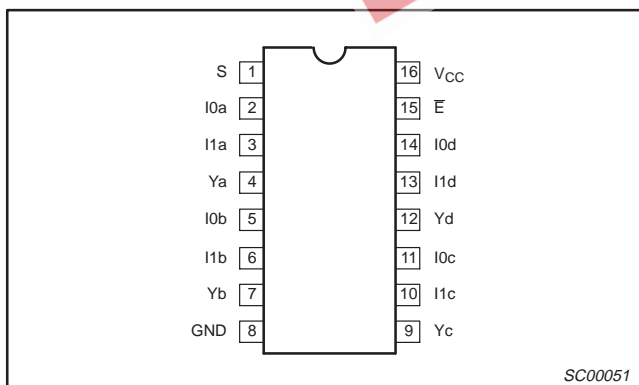 S 1 16 VCC
I0a 2 15 E̅
I1a 3 14 I0d
Ya 4 13 I1d
I0b 5 12 Yd
I1b 6 11 I0c
Yb 7 10 I1c
GND 8 9 Yc
SC00051